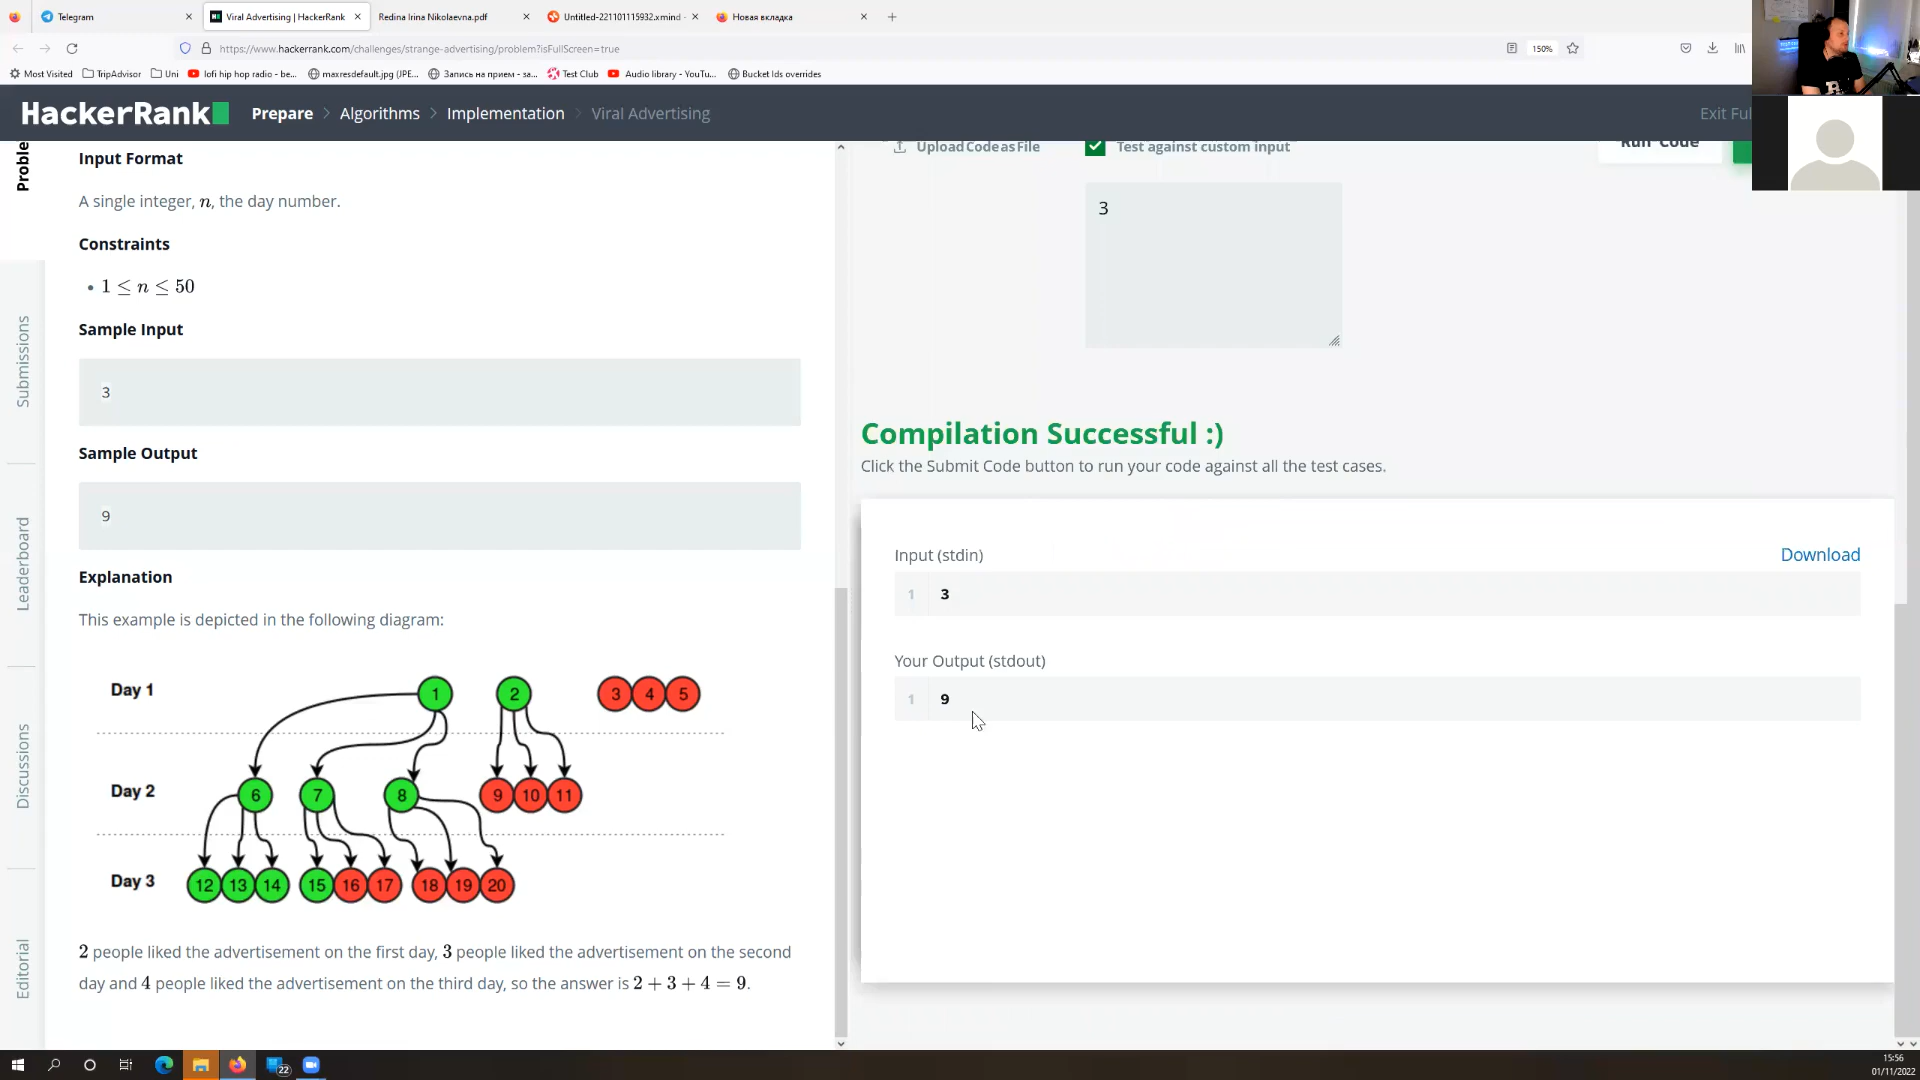 Telegram
Viral Advertising | HackerRank
Redina Irina Nikolaevna.pdf
Untitled-221101115932.xmind -
Новая вкладка
https://www.hackerrank.com/challenges/strange-advertising/problem?isFullScreen=true
150%
Most Visited
TripAdvisor
Uni
lofi hip hop radio - be...
maxresdefault.jpg (JPE...
Запись на прием - за...
Test Club
Audio library - YouTu...
Bucket Ids overrides
HackerRank
Prepare > Algorithms > Implementation > Viral Advertising
Exit Ful
Proble
Submissions
Leaderboard
Discussions
Editorial
Input Format
A single integer, n, the day number.
Constraints
• 1 ≤ n ≤ 50
Sample Input
3
Sample Output
9
Explanation
This example is depicted in the following diagram:
Day 1
1 2 3 4 5
Day 2
6 7 8 9 10 11
Day 3
12 13 14 15 16 17 18 19 20
2 people liked the advertisement on the first day, 3 people liked the advertisement on the second
day and 4 people liked the advertisement on the third day, so the answer is 2 + 3 + 4 = 9.
Upload Code as File
Test against custom input
Run Code
3
Compilation Successful :)
Click the Submit Code button to run your code against all the test cases.
Input (stdin)
Download
1 3
Your Output (stdout)
1 9
22
15:56
01/11/2022